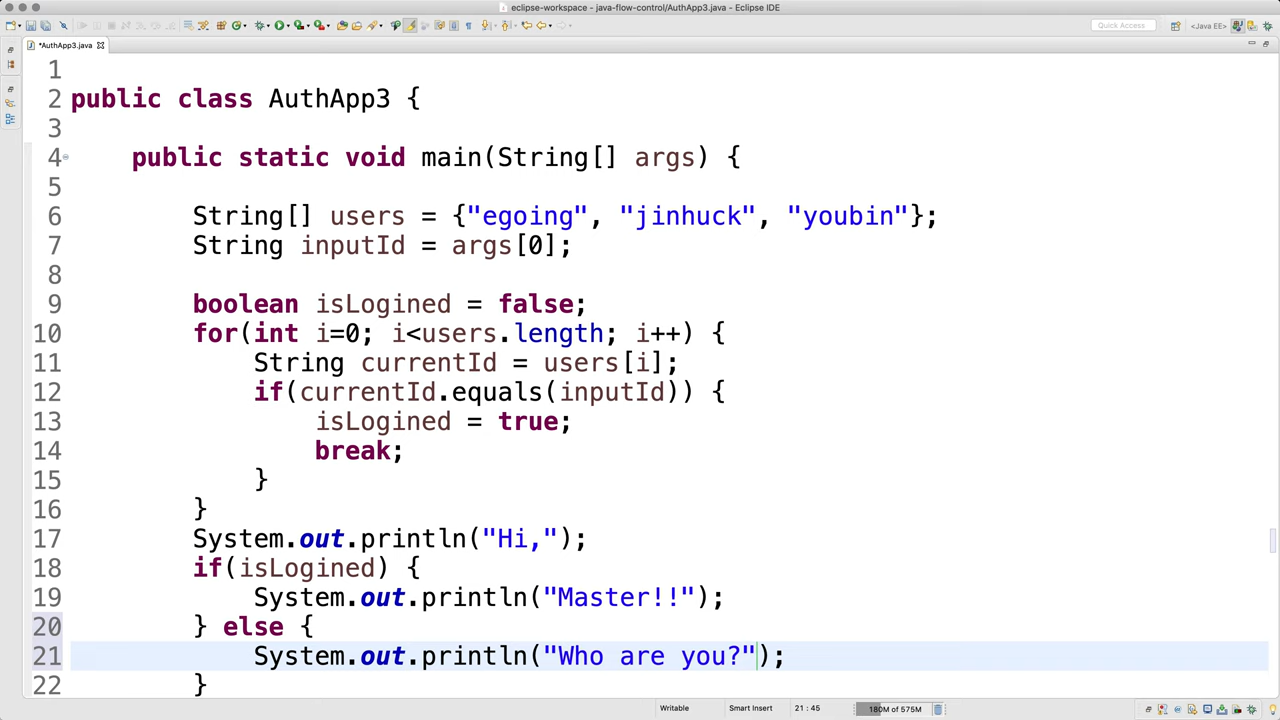 eclipse-workspace - java-flow-control/AuthApp3.java - Eclipse IDE
Quick Access
<Java EE>
*AuthApp3.java
1
2 public class AuthApp3 {
3
4 public static void main(String[] args) {
5
6 String[] users = {"egoing", "jinhuck", "youbin"};
7 String inputId = args[0];
8
9 boolean isLogined = false;
10 for(int i=0; i<users.length; i++) {
11 String currentId = users[i];
12 if(currentId.equals(inputId)) {
13 isLogined = true;
14 break;
15 }
16 }
17 System.out.println("Hi,");
18 if(isLogined) {
19 System.out.println("Master!!");
20 } else {
21 System.out.println("Who are you?");
22 }
Writable
Smart Insert
21 : 45
180M of 575M